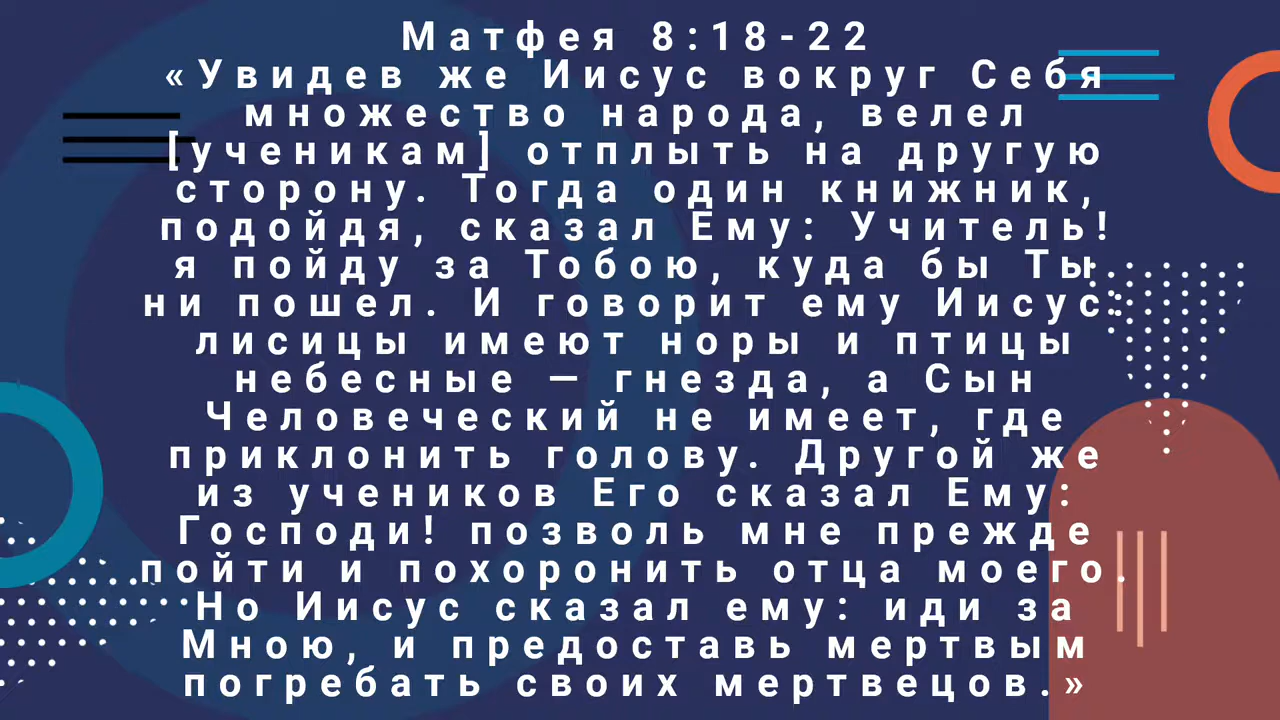 Матфея 8:18-22
«Увидев же Иисус вокруг Себя
множество народа, велел
[ученикам] отплыть на другую
сторону. Тогда один книжник,
подойдя, сказал Ему: Учитель!
я пойду за Тобою, куда бы Ты
ни пошел. И говорит ему Иисус:
лисицы имеют норы и птицы
небесные — гнезда, а Сын
Человеческий не имеет, где
приклонить голову. Другой же
из учеников Его сказал Ему:
Господи! позволь мне прежде
пойти и похоронить отца моего.
Но Иисус сказал ему: иди за
Мною, и предоставь мертвым
погребать своих мертвецов.»